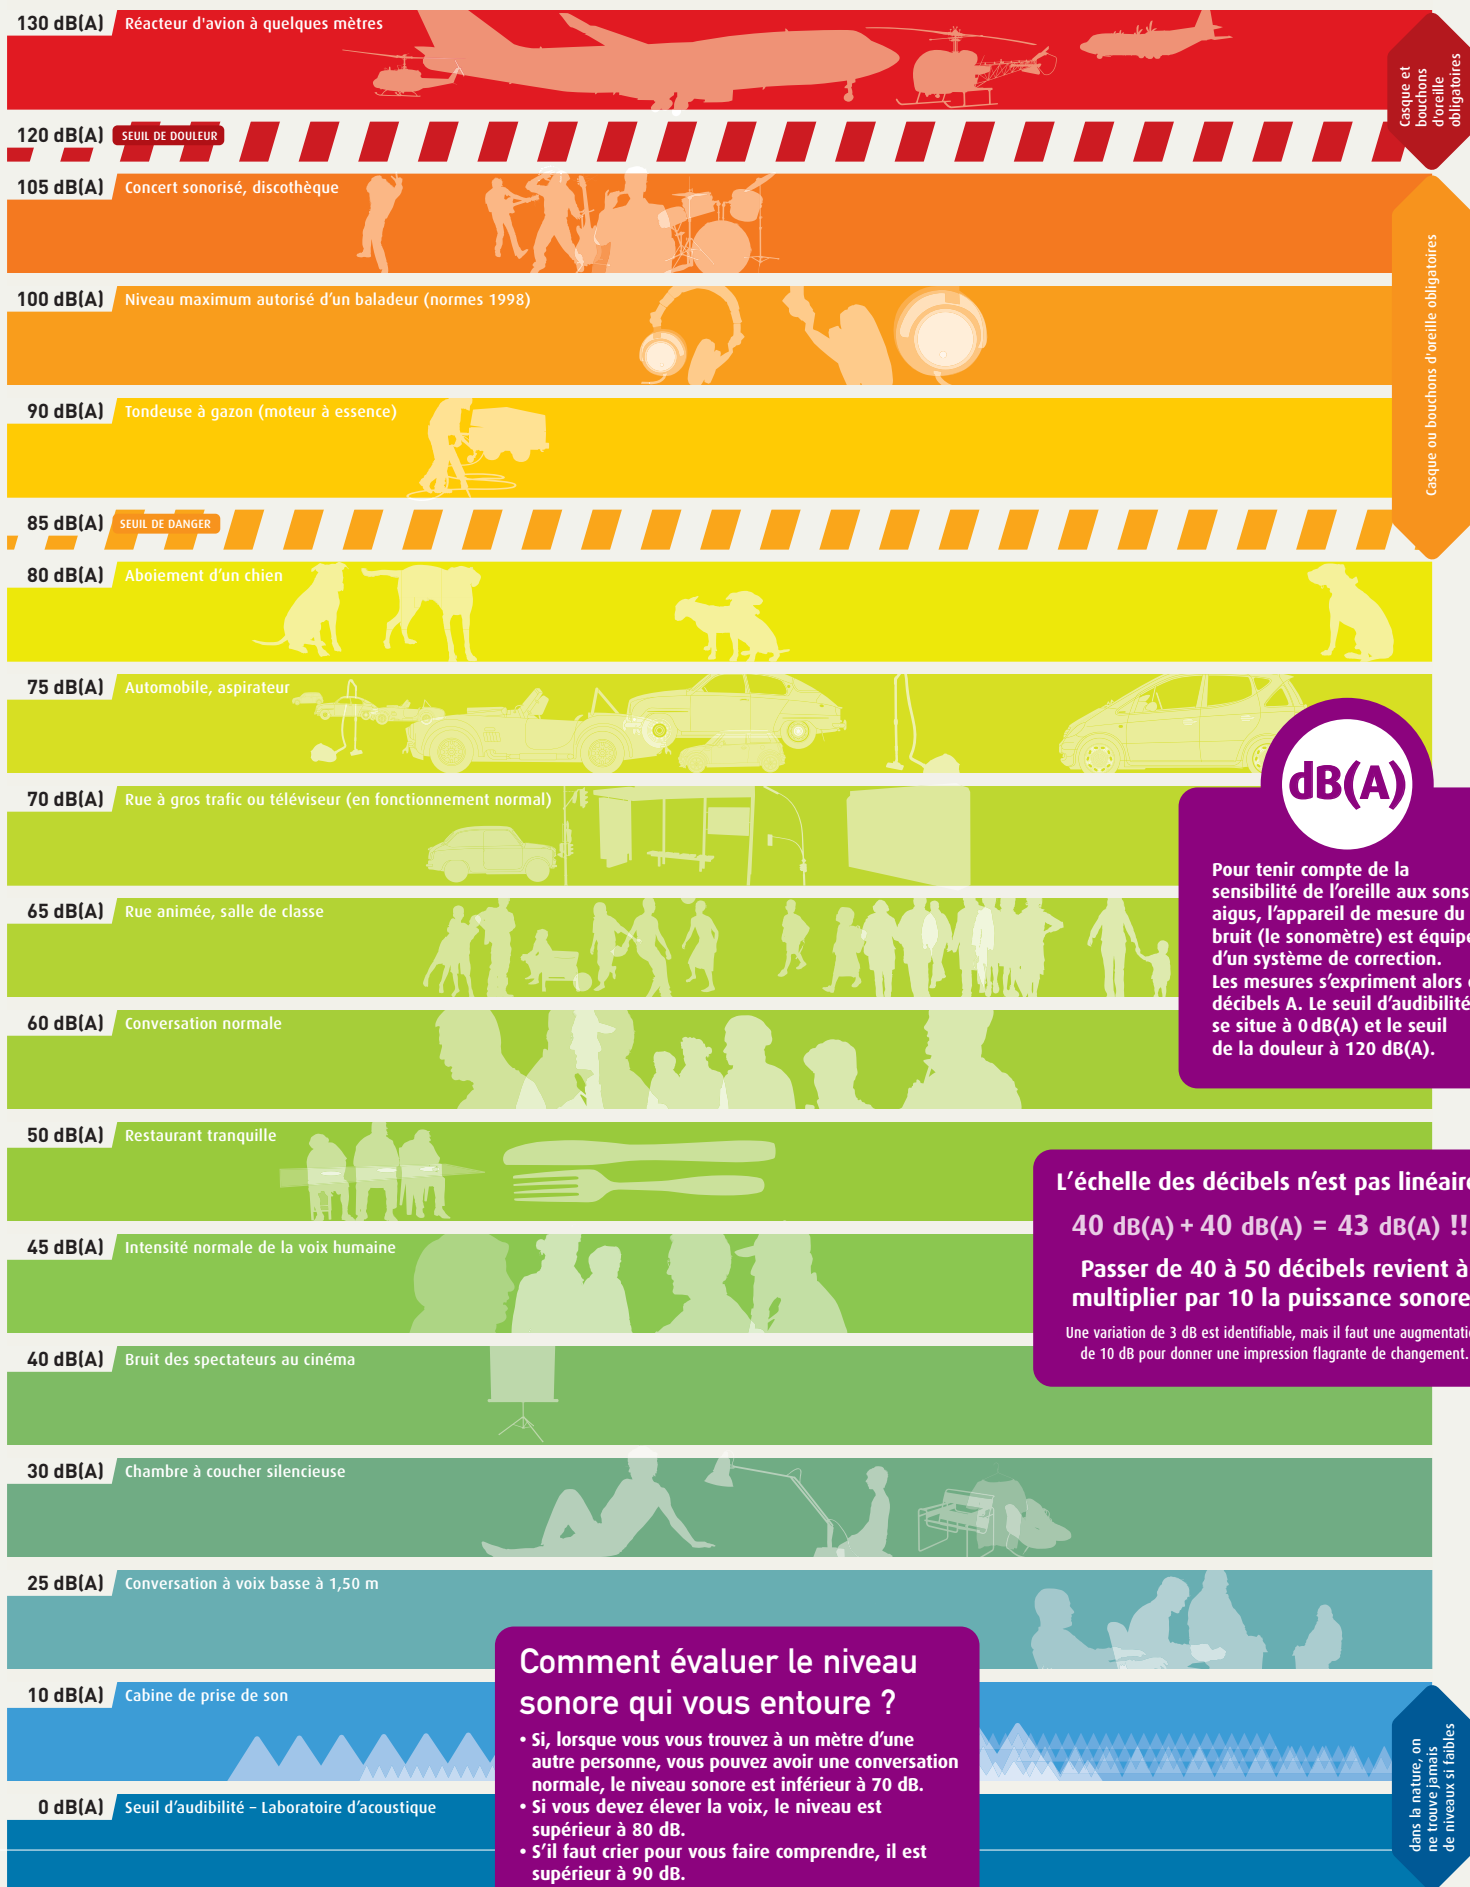 130 dB(A) Réacteur d'avion à quelques mètres
Casque et
bouchons
d'oreille
obligatoires
120 dB(A) SEUIL DE DOULEUR
105 dB(A) Concert sonorisé, discothèque
Casque ou bouchons d'oreille obligatoires
100 dB(A) Niveau maximum autorisé d'un baladeur (normes 1998)
90 dB(A) Tondeuse à gazon (moteur à essence)
85 dB(A) SEUIL DE DANGER
80 dB(A) Aboiement d'un chien
75 dB(A) Automobile, aspirateur
70 dB(A) Rue à gros trafic ou téléviseur (en fonctionnement normal)
dB(A)
Pour tenir compte de la
sensibilité de l'oreille aux sons
aigus, l'appareil de mesure du
bruit (le sonomètre) est équipé
d'un système de correction.
Les mesures s'expriment alors
décibels A. Le seuil d'audibilité
se situe à 0 dB(A) et le seuil
de la douleur à 120 dB(A).
65 dB(A) Rue animée, salle de classe
60 dB(A) Conversation normale
50 dB(A) Restaurant tranquille
L'échelle des décibels n'est pas linéaire
40 dB(A) + 40 dB(A) = 43 dB(A) !!
Passer de 40 à 50 décibels revient à
multiplier par 10 la puissance sonore
Une variation de 3 dB est identifiable, mais il faut une
de 10 dB pour donner une impression flagrante de changement.
45 dB(A) Intensité normale de la voix humaine
40 dB(A) Bruit des spectateurs au cinéma
30 dB(A) Chambre à coucher silencieuse
25 dB(A) Conversation à voix basse à 1,50 m
10 dB(A) Cabine de prise de son
0 dB(A) Seuil d'audibilité – Laboratoire d'acoustique
Comment évaluer le niveau
sonore qui vous entoure ?
• Si, lorsque vous vous trouvez à un mètre d'une
autre personne, vous pouvez avoir une conversation
normale, le niveau sonore est inférieur à 70 dB.
• Si vous devez élever la voix, le niveau est
supérieur à 80 dB.
• S'il faut crier pour vous faire comprendre, il est
supérieur à 90 dB.
dans la nature, on
ne trouve jamais
de niveaux si faibles